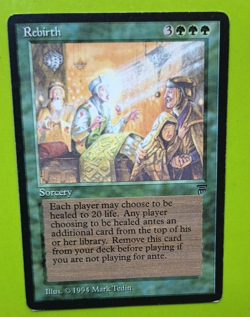 Rebirth 3
Sorcery
Each player may choose to be
healed to 20 life. Any player
choosing to be healed antes an
additional card from the top of his
or her library. Remove this card
from your deck before playing if
you are not playing for ante.
Illus. © 1994 Mark Tedin